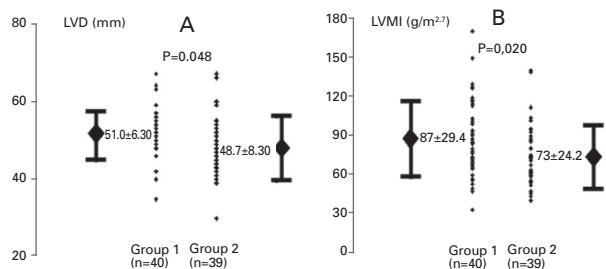 LVD (mm)
A
80
60
40
20
P=0.048
51.0±6.30
48.7±8.30
Group 1
(n=40)
Group 2
(n=39)
LVMI (g/m2.7)
B
180
150
120
90
60
30
0
P=0,020
87±29.4
73±24.2
Group 1
(n=40)
Group 2
(n=39)